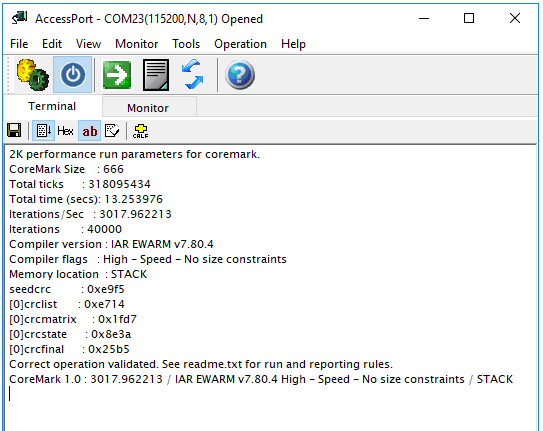 AccessPort - COM23(115200,N,8,1) Opened
File Edit View Monitor Tools Operation Help
Terminal Monitor
Hex ab CRLF
2K performance run parameters for coremark.
CoreMark Size : 666
Total ticks : 318095434
Total time (secs): 13.253976
Iterations/Sec : 3017.962213
Iterations : 40000
Compiler version : IAR EWARM v7.80.4
Compiler flags : High - Speed - No size constraints
Memory location : STACK
seedcrc : 0xe9f5
[0]crclist : 0xe714
[0]crcmatrix : 0x1fd7
[0]crcstate : 0x8e3a
[0]crcfinal : 0x25b5
Correct operation validated. See readme.txt for run and reporting rules.
CoreMark 1.0 : 3017.962213 / IAR EWARM v7.80.4 High - Speed - No size constraints / STACK